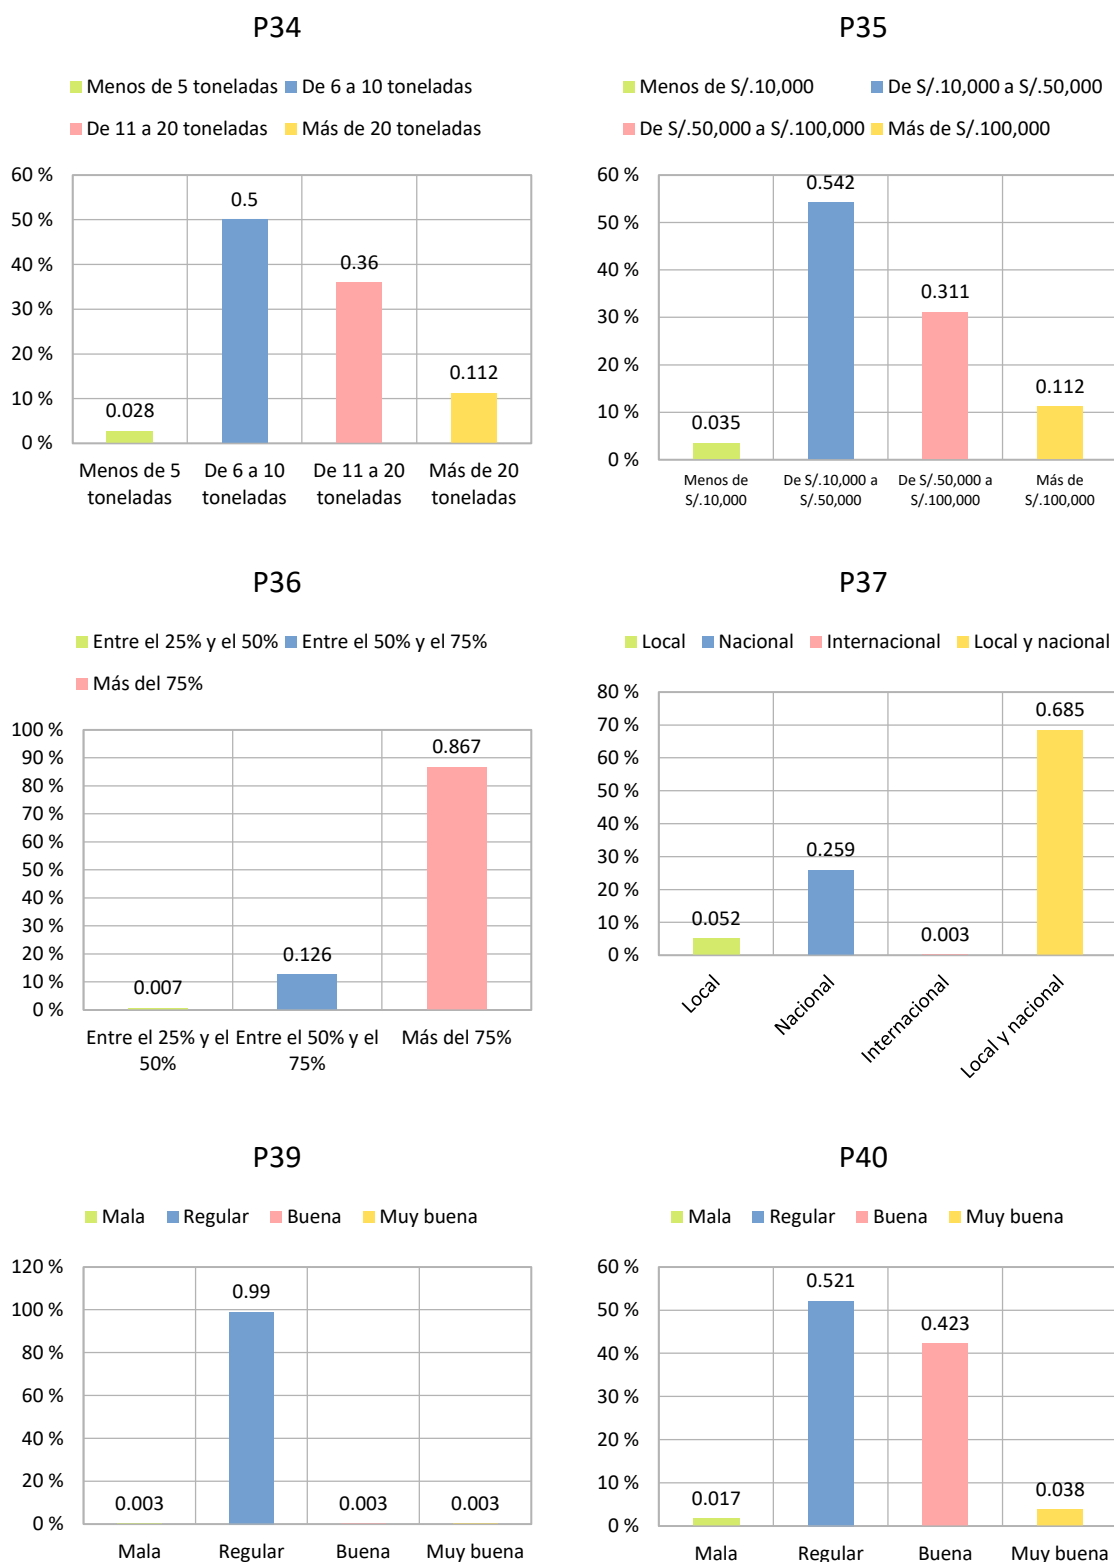 P34
Menos de 5 toneladas De 6 a 10 toneladas
De 11 a 20 toneladas Más de 20 toneladas
60 %
50 %
40 %
30 %
20 %
10 %
0 %
0.028
0.5
0.36
0.112
Menos de 5 toneladas
De 6 a 10 toneladas
De 11 a 20 toneladas
Más de 20 toneladas
P35
Menos de S/.10,000 De S/.10,000 a S/.50,000
De S/.50,000 a S/.100,000 Más de S/.100,000
60 %
50 %
40 %
30 %
20 %
10 %
0 %
0.035
0.542
0.311
0.112
Menos de S/.10,000
De S/.10,000 a S/.50,000
De S/.50,000 a S/.100,000
Más de S/.100,000
P36
Entre el 25% y el 50% Entre el 50% y el 75%
Más del 75%
100 %
90 %
80 %
70 %
60 %
50 %
40 %
30 %
20 %
10 %
0 %
0.007
0.126
0.867
Entre el 25% y el 50%
Entre el 50% y el 75%
Más del 75%
P37
Local Nacional Internacional Local y nacional
80 %
70 %
60 %
50 %
40 %
30 %
20 %
10 %
0 %
0.052
0.259
0.003
0.685
Local
Nacional
Internacional
Local y nacional
P39
Mala Regular Buena Muy buena
120 %
100 %
80 %
60 %
40 %
20 %
0 %
0.003
0.99
0.003
0.003
Mala
Regular
Buena
Muy buena
P40
Mala Regular Buena Muy buena
60 %
50 %
40 %
30 %
20 %
10 %
0 %
0.017
0.521
0.423
0.038
Mala
Regular
Buena
Muy buena